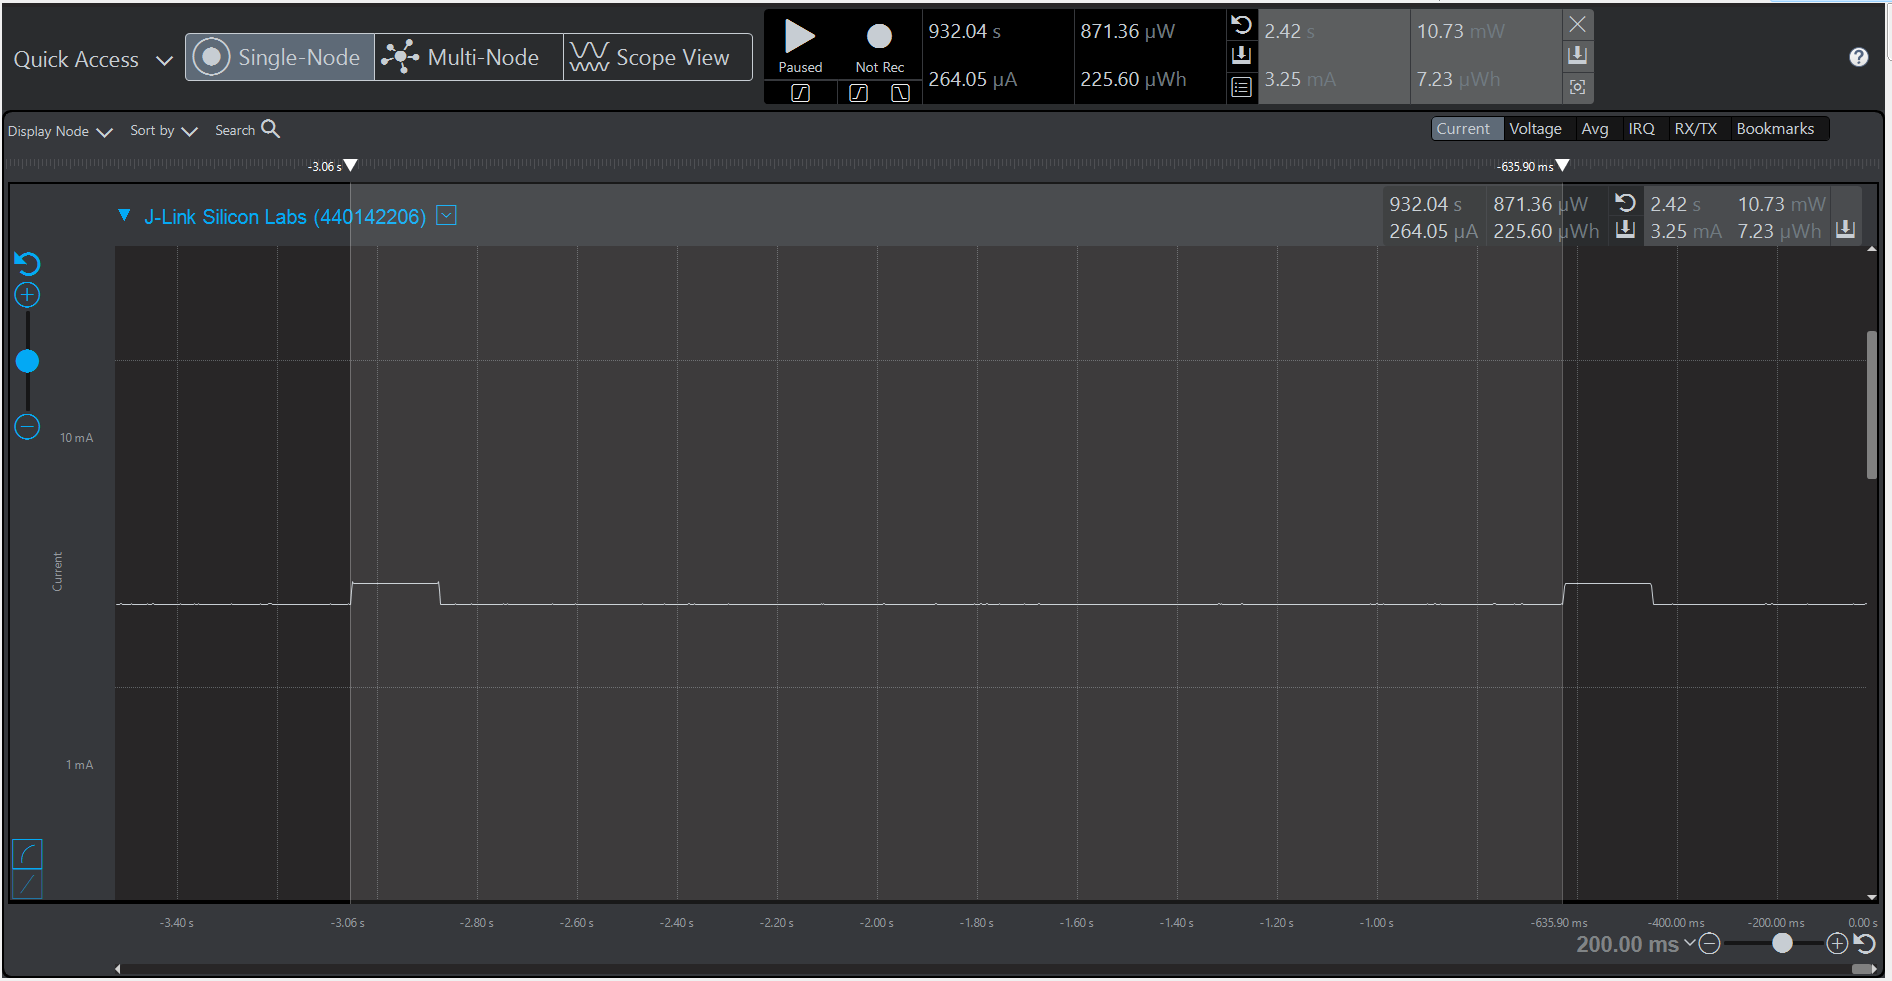 Quick Access
Single-Node
Multi-Node
Scope View
Paused
Not Rec
932.04 s
871.36 µW
264.05 µA
225.60 µWh
2.42 s
10.73 mW
3.25 mA
7.23 µWh
?
Display Node
Sort by
Search
Current
Voltage
Avg
IRQ
RX/TX
Bookmarks
-3.06 s
-635.90 ms
J-Link Silicon Labs (440142206)
932.04 s
871.36 µW
2.42 s
10.73 mW
264.05 µA
225.60 µWh
3.25 mA
7.23 µWh
10 mA
Current
1 mA
-3.40 s
-3.06 s
-2.80 s
-2.60 s
-2.40 s
-2.20 s
-2.00 s
-1.80 s
-1.60 s
-1.40 s
-1.20 s
-1.00 s
-635.90 ms
-400.00 ms
-200.00 ms
0.00 s
200.00 ms